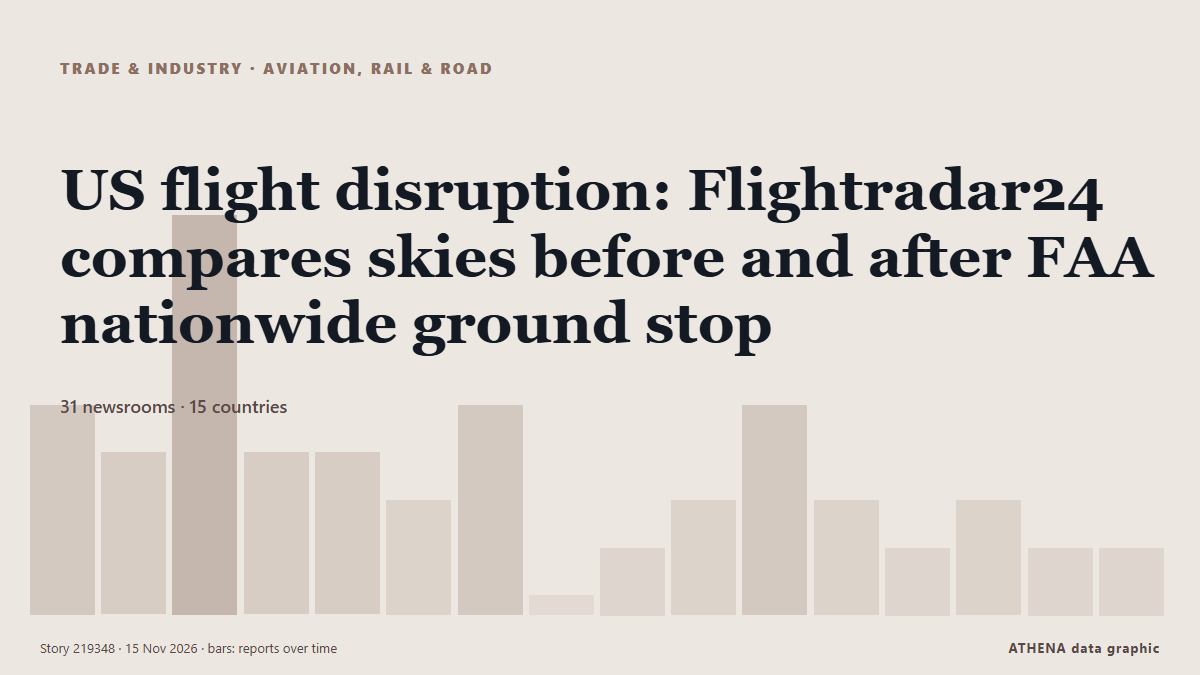 TRADE & INDUSTRY · AVIATION, RAIL & ROAD
US flight disruption: Flightradar24
compares skies before and after FAA
nationwide ground stop
31 newsrooms · 15 countries
Story 219348 · 15 Nov 2026 · bars: reports over time
ATHENA data graphic